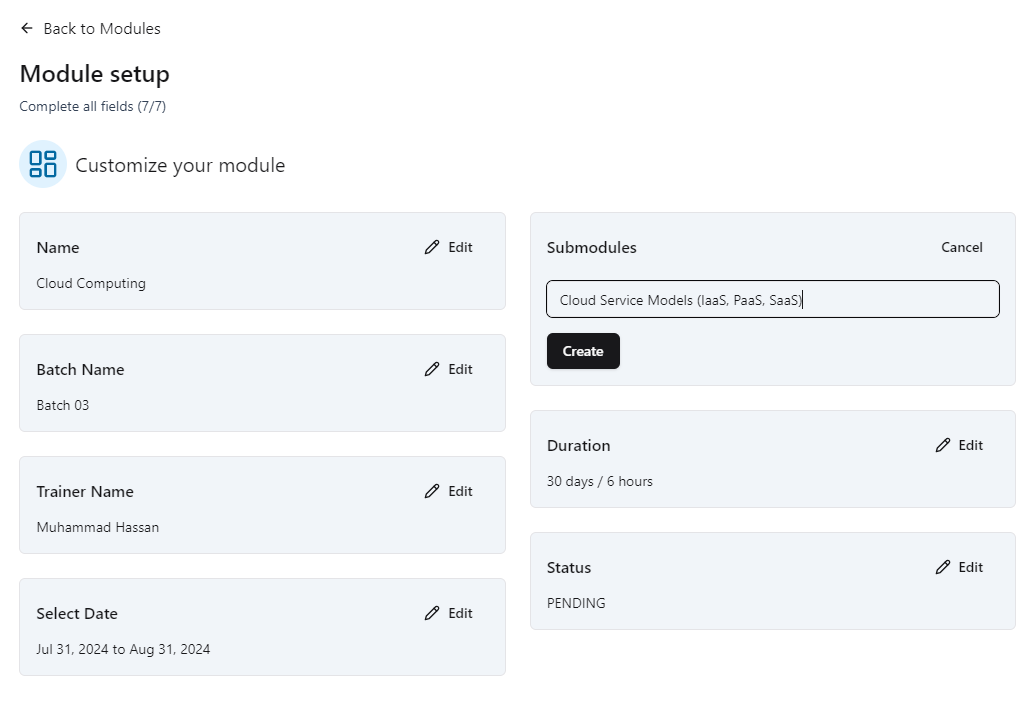 Back to Modules
Module setup
Complete all fields (7/7)
Customize your module
Name
Edit
Cloud Computing
Batch Name
Edit
Batch 03
Trainer Name
Edit
Muhammad Hassan
Select Date
Edit
Jul 31, 2024 to Aug 31, 2024
Submodules
Cancel
Cloud Service Models (IaaS, PaaS, SaaS)
Create
Duration
Edit
30 days / 6 hours
Status
Edit
PENDING